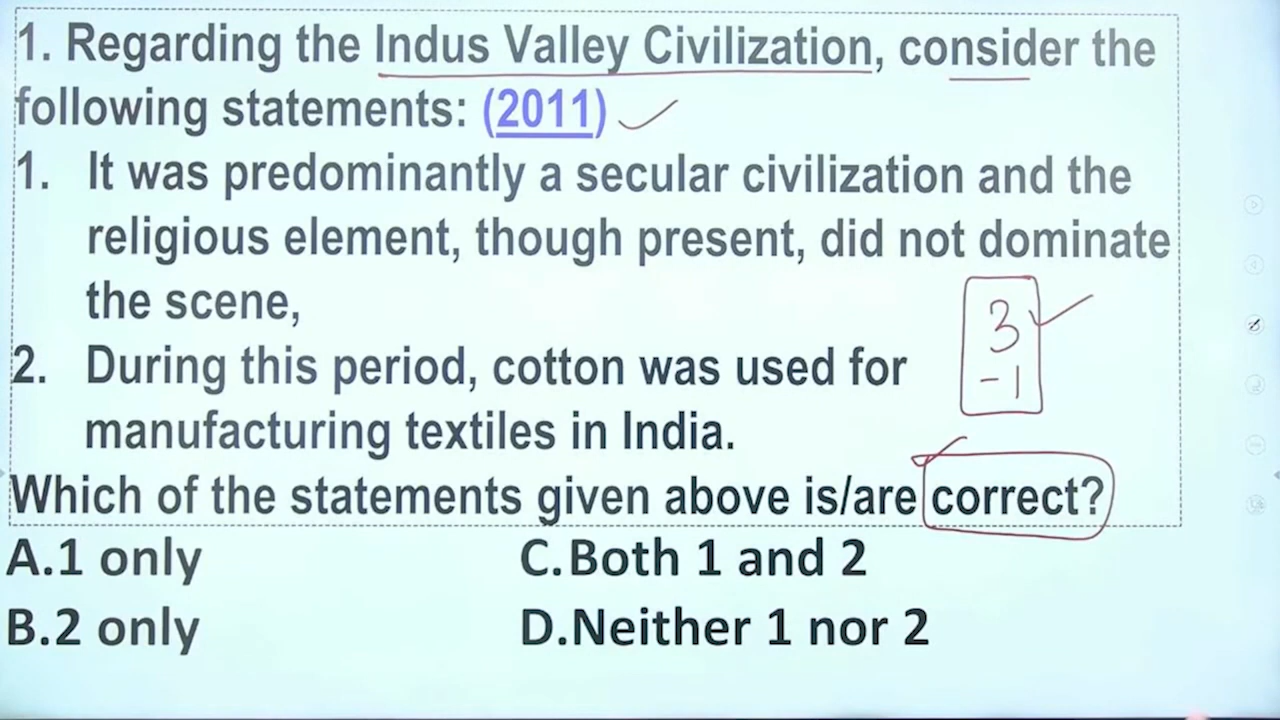 1. Regarding the Indus Valley Civilization, consider the
following statements: (2011)
1. It was predominantly a secular civilization and the
religious element, though present, did not dominate
the scene,
3
-1
2. During this period, cotton was used for
manufacturing textiles in India.
Which of the statements given above is/are correct?
A.1 only
C.Both 1 and 2
B.2 only
D.Neither 1 nor 2